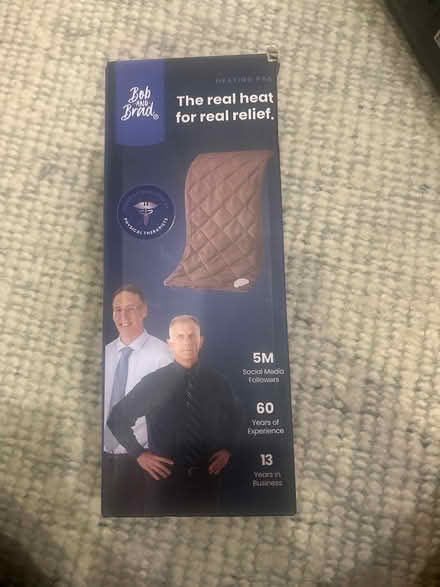 HEATING PAD
Bob
AND
Brad®
The real heat
for real relief.
PHYSICAL THERAPISTS
5M
Social Media
Followers
60
Years of
Experience
13
Years in
Business